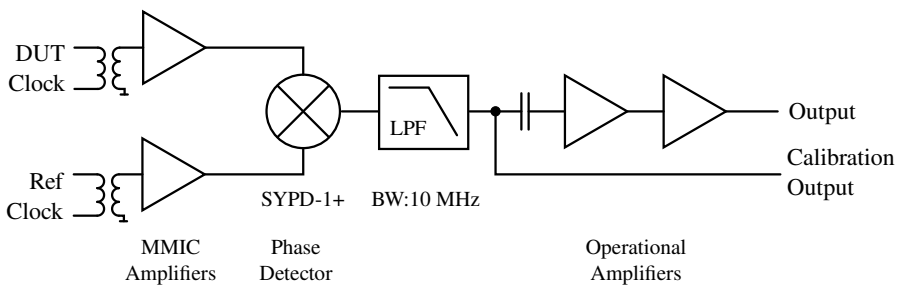 DUT
Clock
LPF
Output
Calibration
Output
Ref
Clock
SYPD-1+
BW:10 MHz
MMIC
Amplifiers
Phase
Detector
Operational
Amplifiers